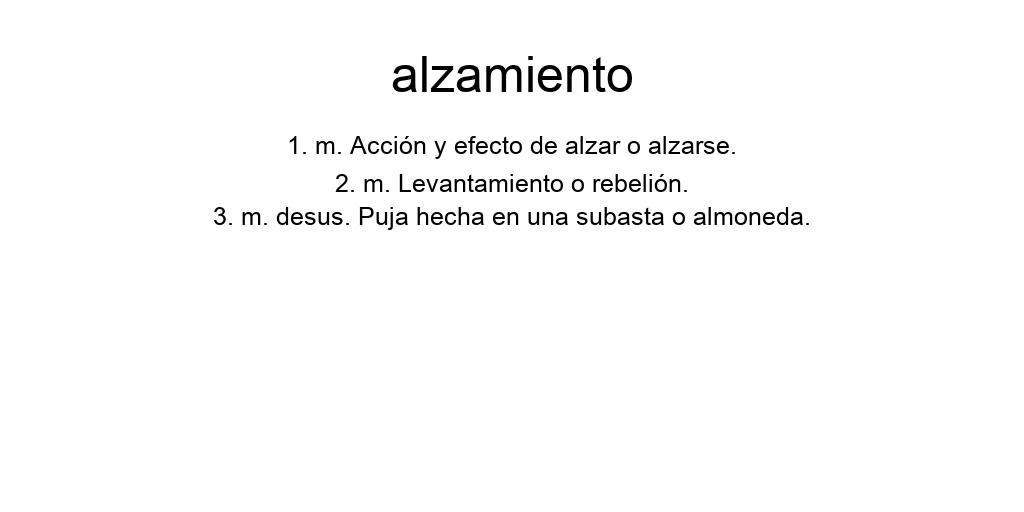 alzamiento
1. m. Acción y efecto de alzar o alzarse.
2. m. Levantamiento o rebelión.
3. m. desus. Puja hecha en una subasta o almoneda.